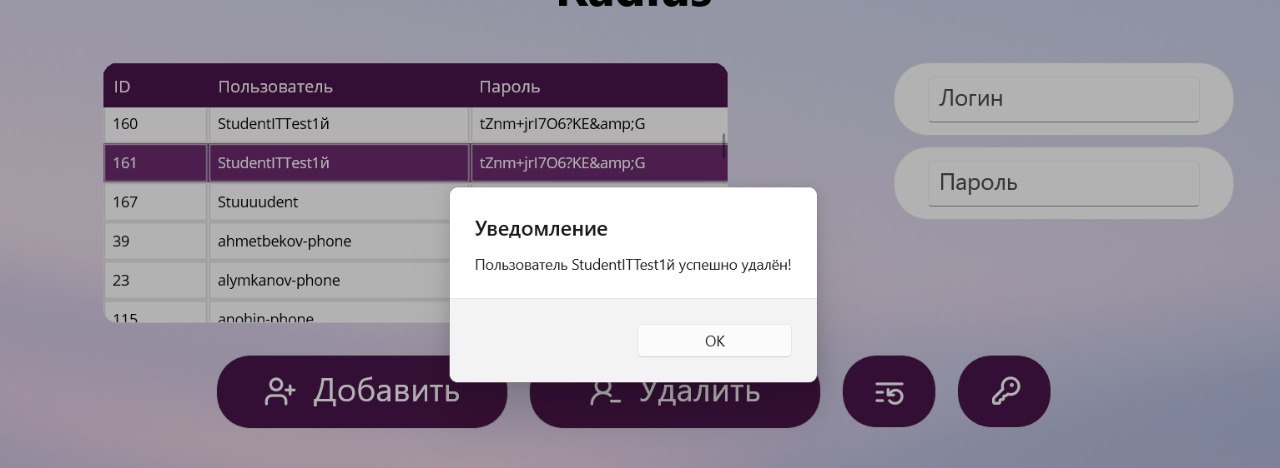 Radius
ID Пользователь Пароль
160 StudentITTest1й tZnm+jrI7O6?KE&amp;G
161 StudentITTest1й tZnm+jrI7O6?KE&amp;G
167 Stuuuudent
39 ahmetbekov-phone
23 alymkanov-phone
115 anohin-phone
Логин
Пароль
Уведомление
Пользователь StudentITTest1й успешно удалён!
OK
Добавить
Удалить